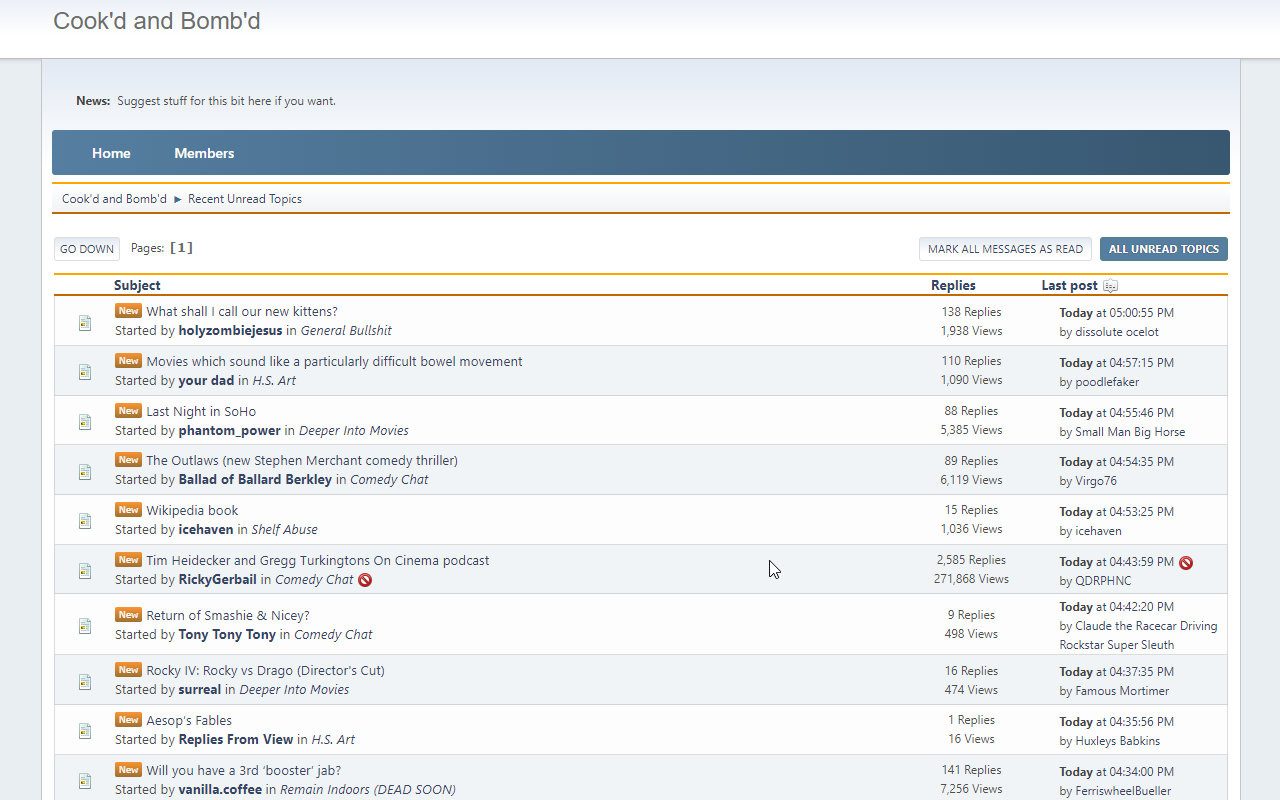 Cook'd and Bomb'd
News: Suggest stuff for this bit here if you want.
Home Members
Cook'd and Bomb'd ► Recent Unread Topics
GO DOWN Pages: [1] MARK ALL MESSAGES AS READ ALL UNREAD TOPICS
Subject Replies Last post
New What shall I call our new kittens? 138 Replies Today at 05:00:55 PM
Started by holyzombiejesus in General Bullshit 1,938 Views by dissolute ocelot
New Movies which sound like a particularly difficult bowel movement 110 Replies Today at 04:57:15 PM
Started by your dad in H.S. Art 1,090 Views by poodlefaker
New Last Night in SoHo 88 Replies Today at 04:55:46 PM
Started by phantom_power in Deeper Into Movies 5,385 Views by Small Man Big Horse
New The Outlaws (new Stephen Merchant comedy thriller) 89 Replies Today at 04:54:35 PM
Started by Ballad of Ballard Berkley in Comedy Chat 6,119 Views by Virgo76
New Wikipedia book 15 Replies Today at 04:53:25 PM
Started by icehaven in Shelf Abuse 1,036 Views by icehaven
New Tim Heidecker and Gregg Turkingtons On Cinema podcast 2,585 Replies Today at 04:43:59 PM
Started by RickyGerbail in Comedy Chat 271,868 Views by QDRPHNC
New Return of Smashie & Nicey? 9 Replies Today at 04:42:20 PM
Started by Tony Tony Tony in Comedy Chat 498 Views by Claude the Racecar Driving
Rockstar Super Sleuth
New Rocky IV: Rocky vs Drago (Director's Cut) 16 Replies Today at 04:37:35 PM
Started by surreal in Deeper Into Movies 474 Views by Famous Mortimer
New Aesop's Fables 1 Replies Today at 04:35:56 PM
Started by Replies From View in H.S. Art 16 Views by Huxleys Babkins
New Will you have a 3rd ‘booster’ jab? 141 Replies Today at 04:34:00 PM
Started by vanilla.coffee in Remain Indoors (DEAD SOON) 7,256 Views by FerriswheelBueller